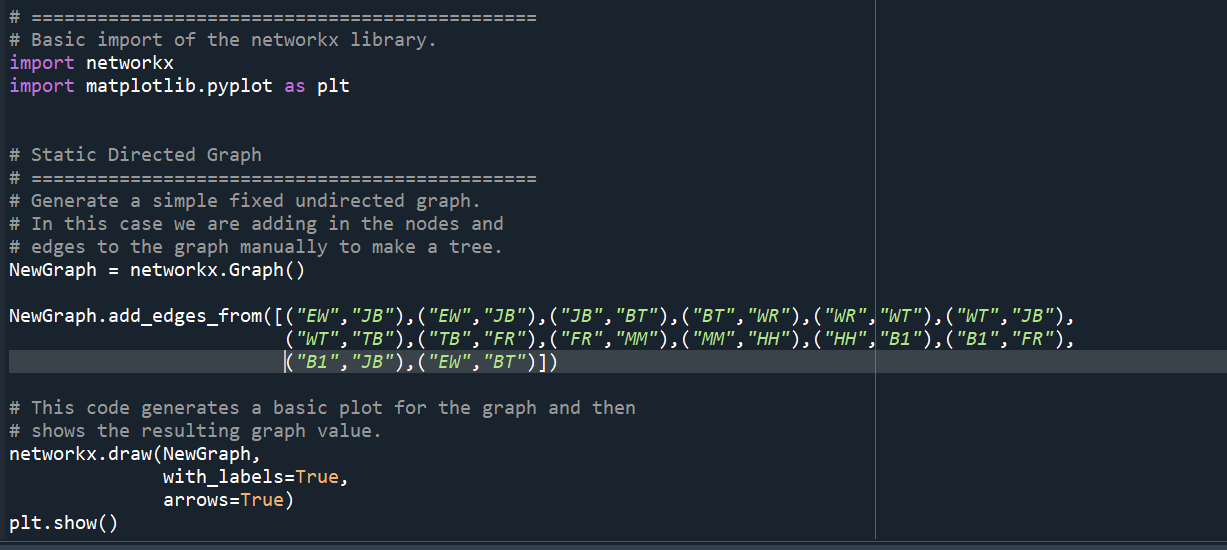 # ==============================================
# Basic import of the networkx library.
import networkx
import matplotlib.pyplot as plt
# Static Directed Graph
# ==============================================
# Generate a simple fixed undirected graph.
# In this case we are adding in the nodes and
# edges to the graph manually to make a tree.
NewGraph = networkx.Graph()
NewGraph.add_edges_from([("EW","JB"),("EW","JB"),("JB","BT"),("BT","WR"),("WR","WT"),("WT","JB"),
("WT","TB"),("TB","FR"),("FR","MM"),("MM","HH"),("HH","B1"),("B1","FR"),
("B1","JB"),("EW","BT")])
# This code generates a basic plot for the graph and then
# shows the resulting graph value.
networkx.draw(NewGraph,
with_labels=True,
arrows=True)
plt.show()